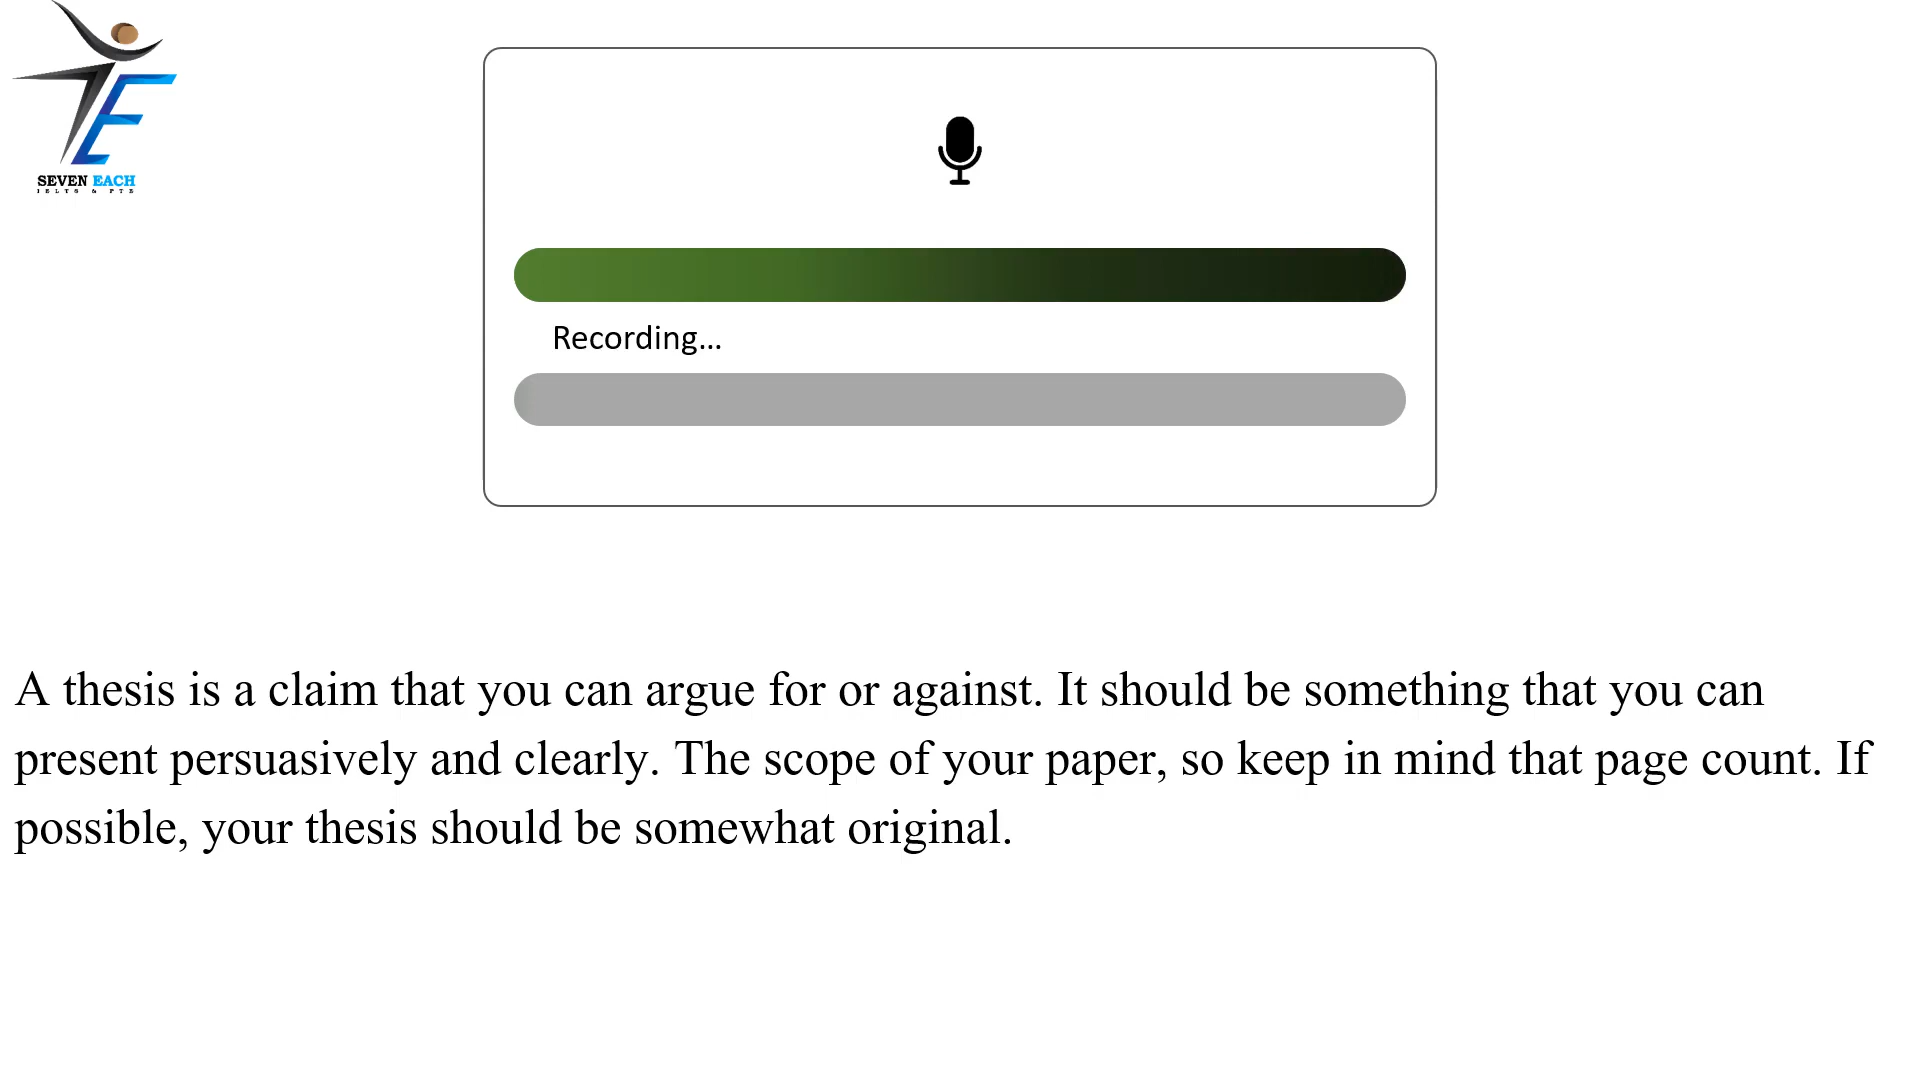 SEVEN EACH
IELTS & PTE
Recording...
A thesis is a claim that you can argue for or against. It should be something that you can
present persuasively and clearly. The scope of your paper, so keep in mind that page count. If
possible, your thesis should be somewhat original.